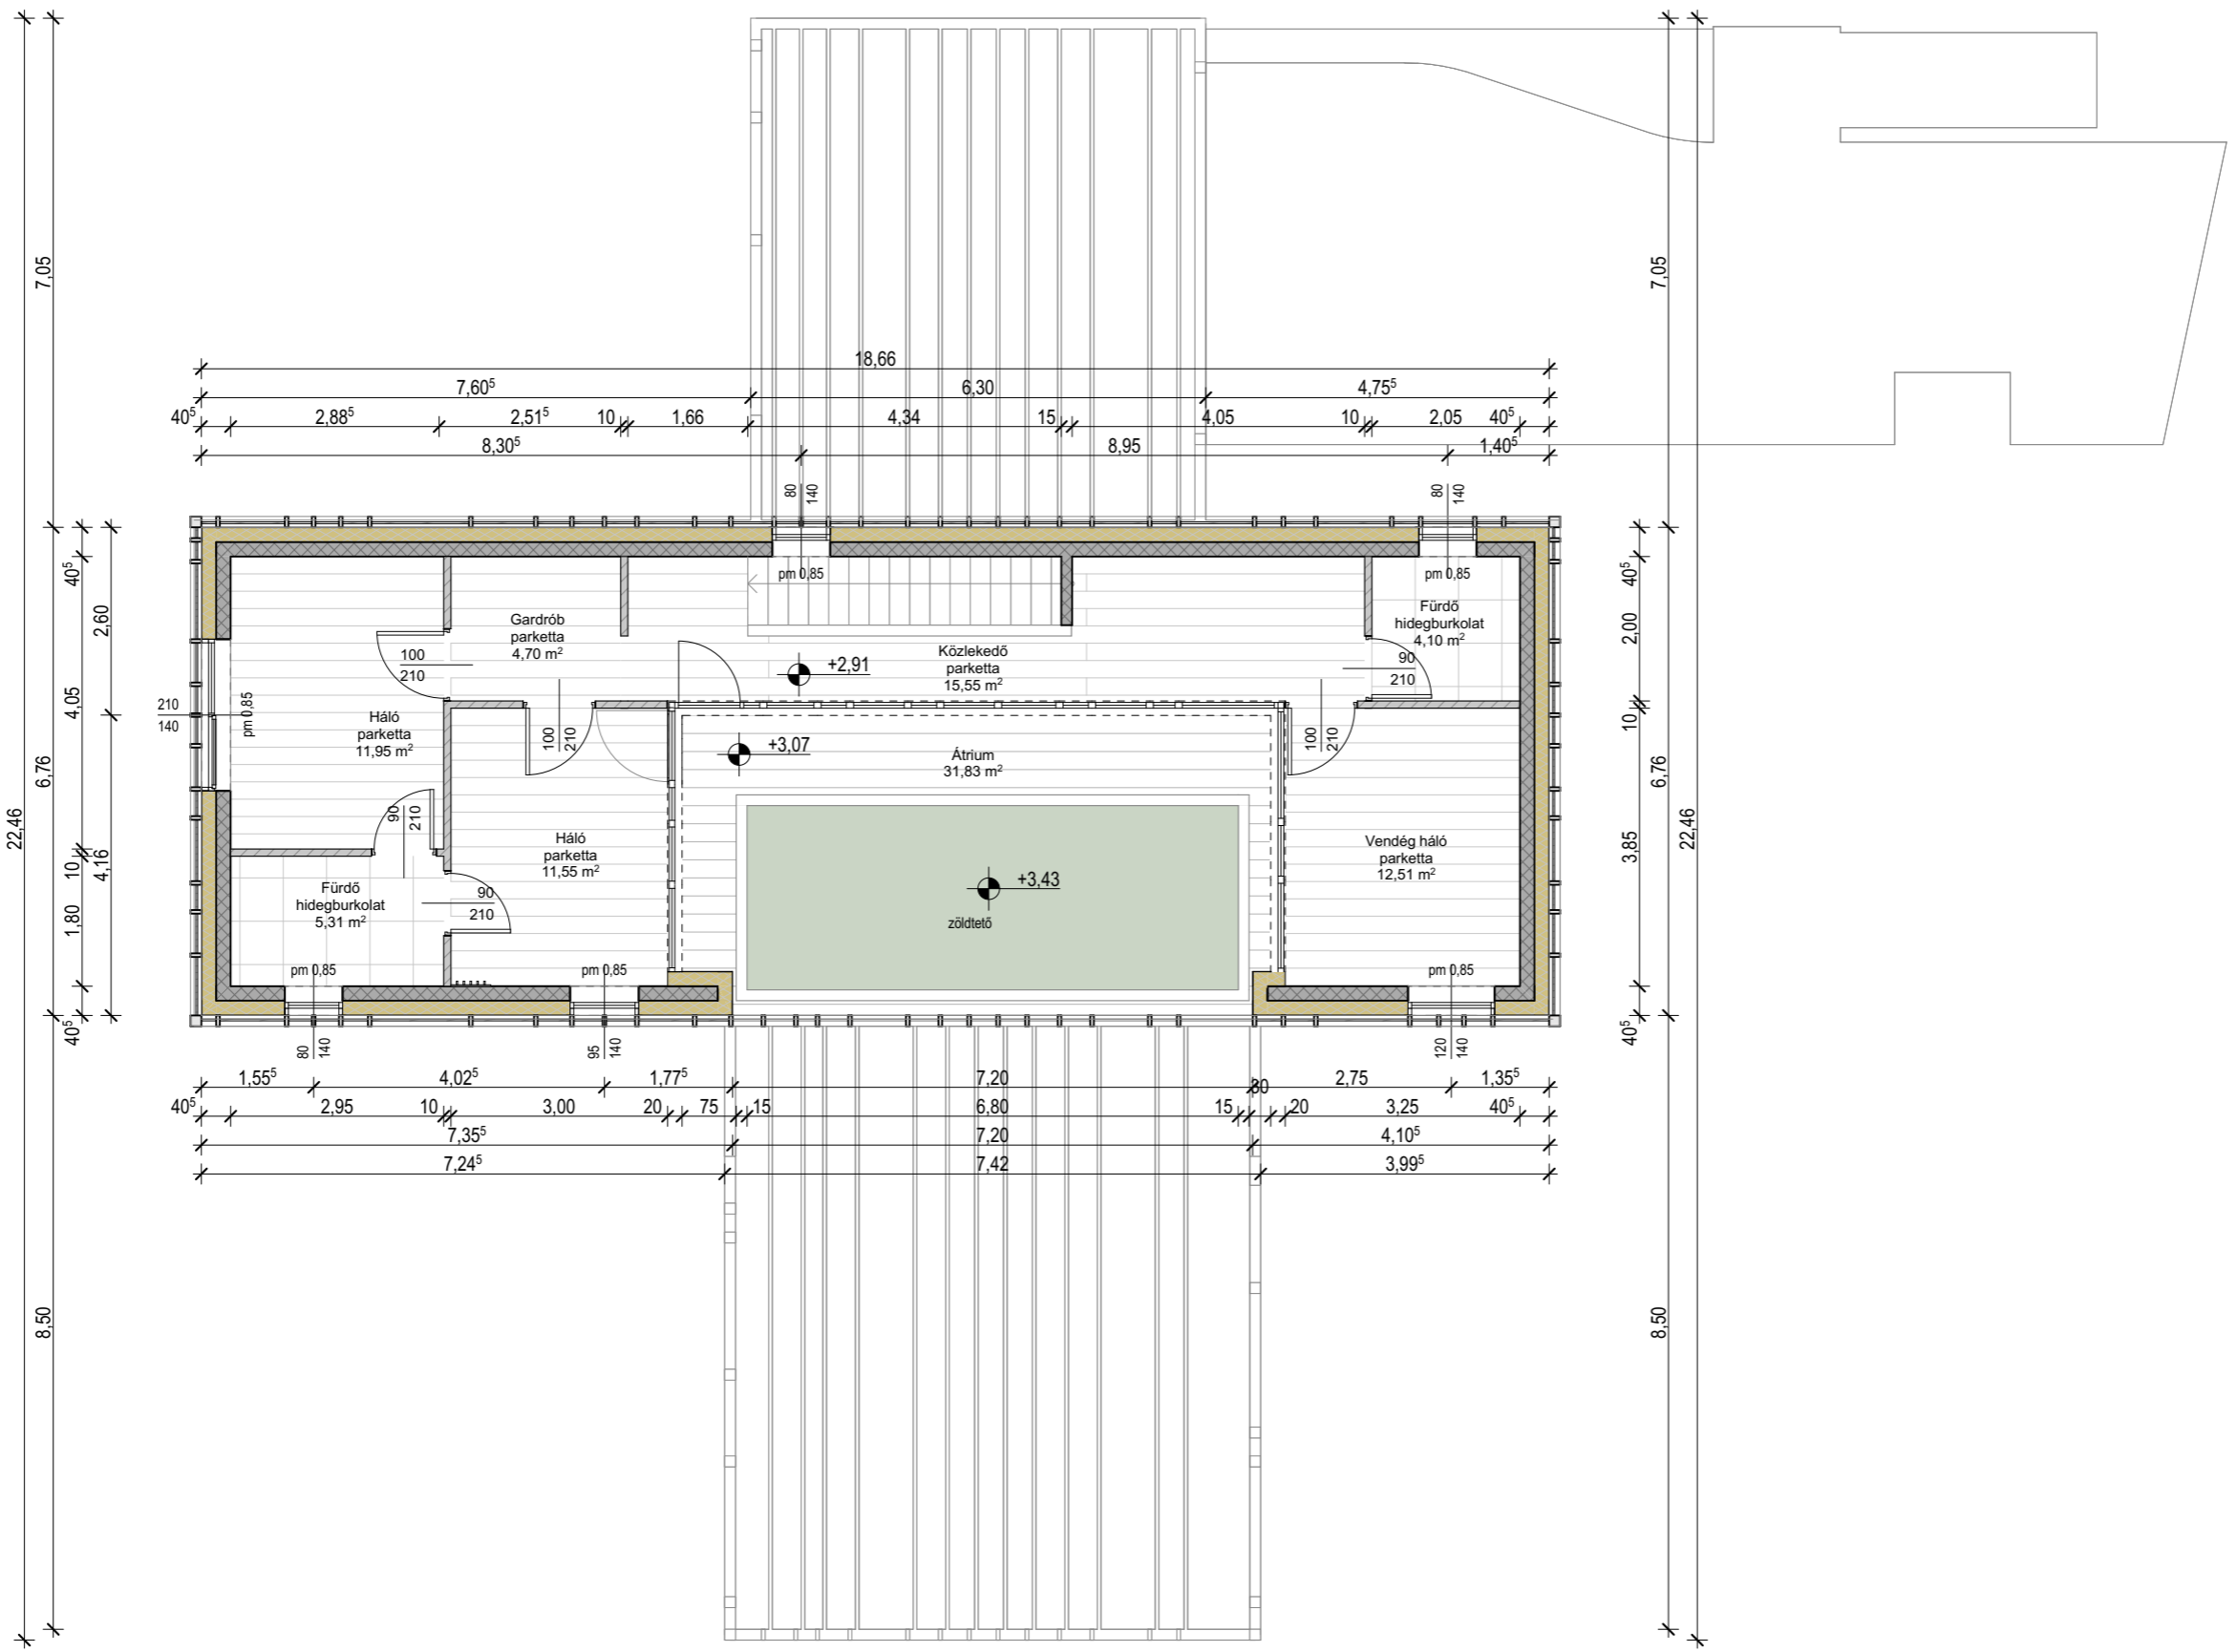 7,05
7,05
18,66
7,60⁵ 6,30 4,75⁵
40⁵ 2,88⁵ 2,51⁵ 10 1,66 4,34 15 4,05 10 2,05 40⁵
8,30⁵ 8,95 1,40⁵
80 140
80 140
pm 0,85
pm 0,85
40⁵
2,60
4,05
6,76
22,46
10
4,16
1,80
40⁵
8,50
40⁵
2,00
10
6,76
3,85
22,46
40⁵
8,50
Gardrób
parketta
4,70 m²
Fürdő
hidegburkolat
4,10 m²
100
210
Közlekedő
parketta
15,55 m²
+2,91
90
210
210
140
pm 0,85
Háló
parketta
11,95 m²
100 210
+3,07
Átrium
31,83 m²
100 210
90 210
Háló
parketta
11,55 m²
Vendég háló
parketta
12,51 m²
Fürdő
hidegburkolat
5,31 m²
90
210
+3,43
zöldtető
pm 0,85
pm 0,85
pm 0,85
80 140
95 140
120 140
1,55⁵ 4,02⁵ 1,77⁵ 7,20 30 2,75 1,35⁵
40⁵ 2,95 10 3,00 20 75 15 6,80 15 20 3,25 40⁵
7,35⁵ 7,20 4,10⁵
7,24⁵ 7,42 3,99⁵